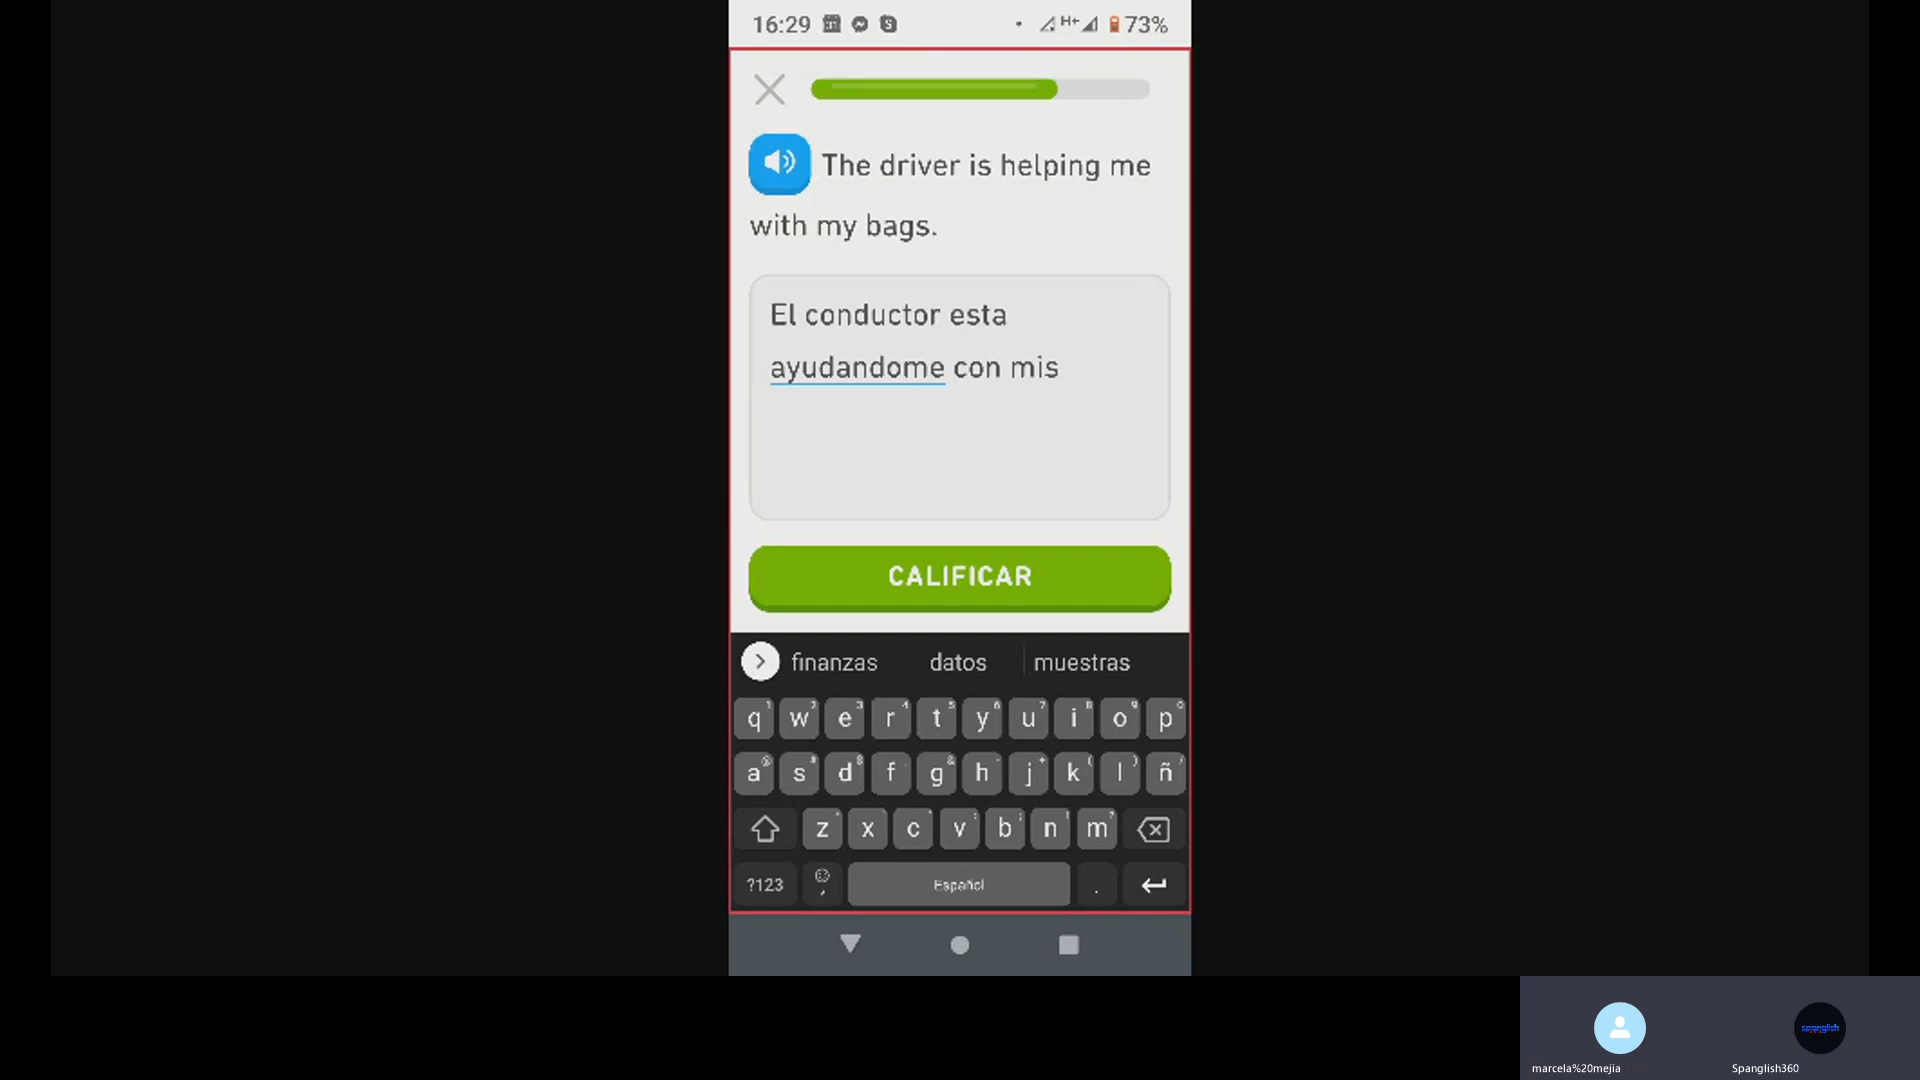 16:29
H+ 73%
The driver is helping me
with my bags.
El conductor esta
ayudandome con mis
CALIFICAR
finanzas datos muestras
q w e r t y u i o p
a s d f g h j k l ñ
z x c v b n m
?123 , Español .
spanglish
marcela%20mejia Spanglish360